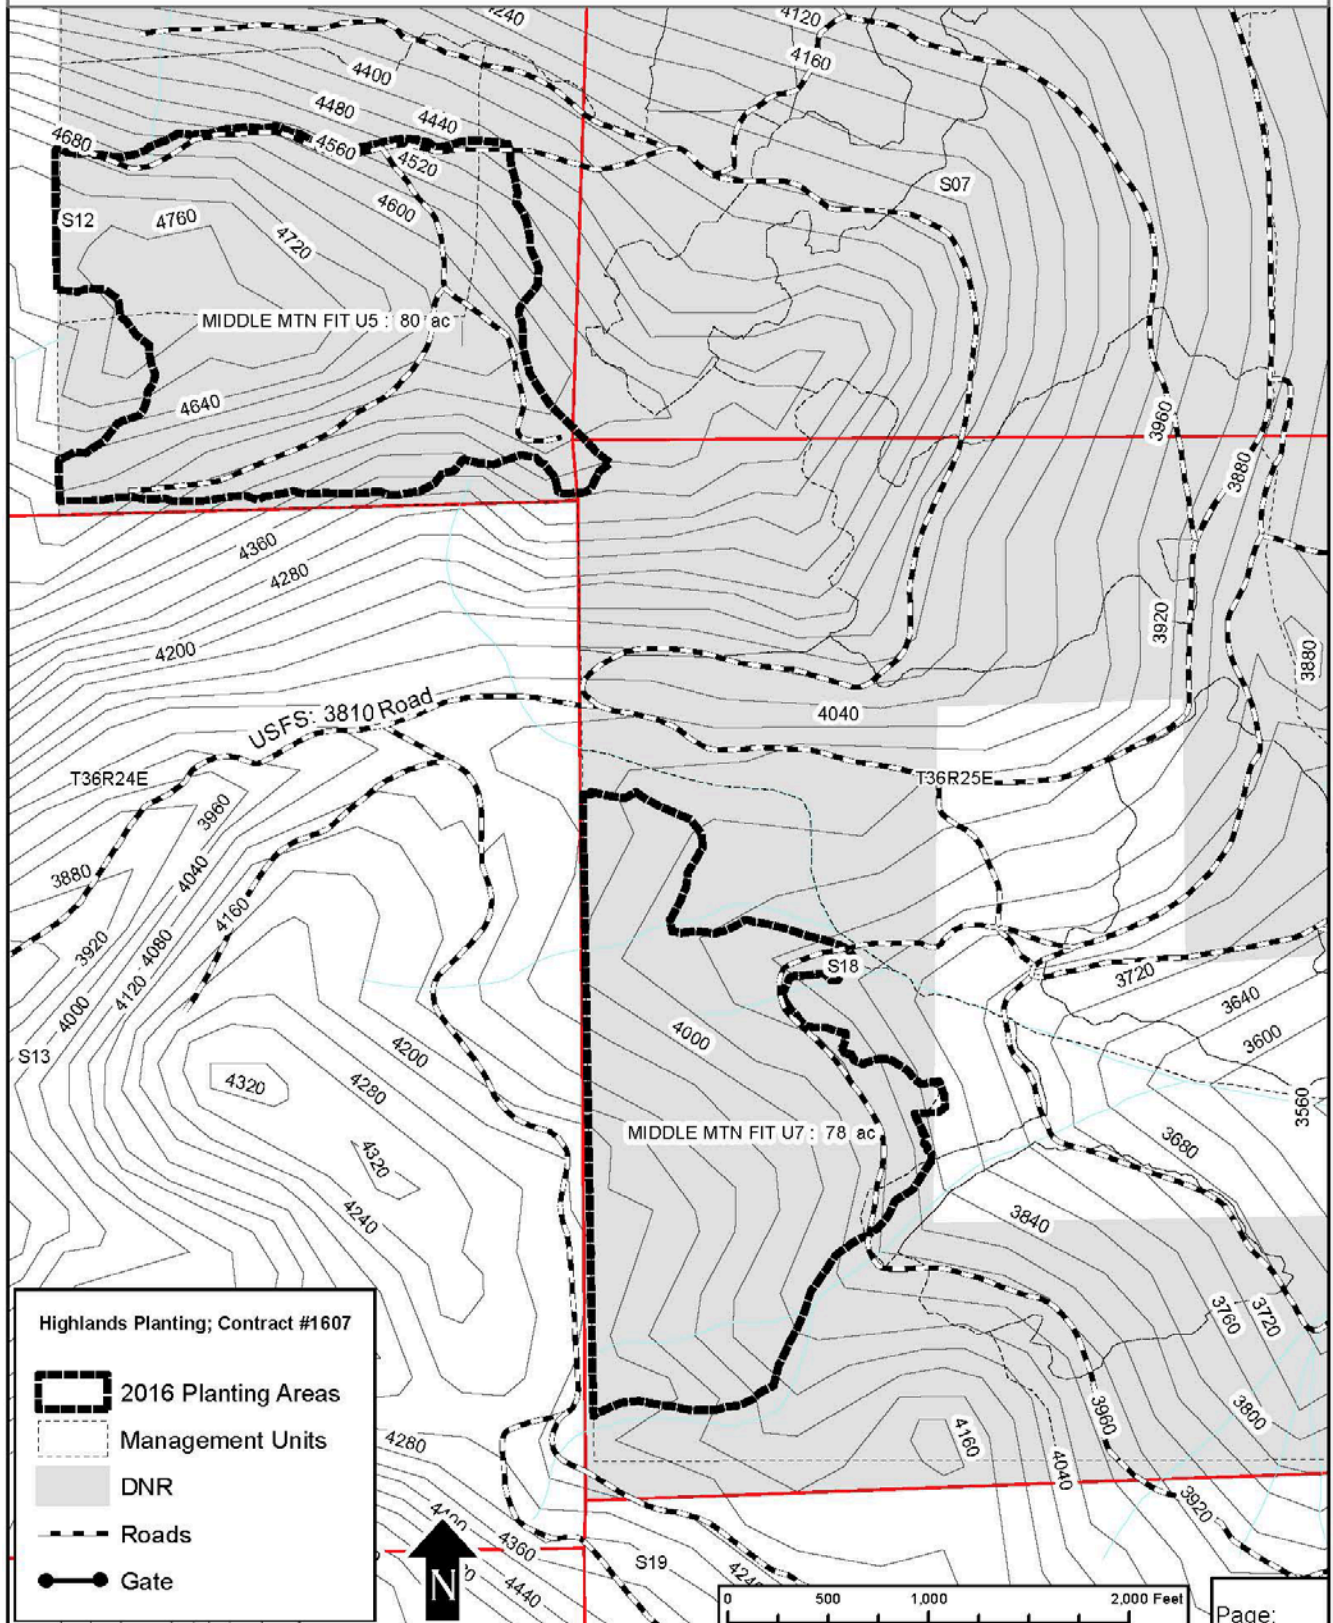 4240
4120
4160
4400
4480
4440
4680
4560
4520
S07
4600
S12
4760
4720
MIDDLE MTN FIT U5 : 80 ac
4640
3960
3880
4360
4280
3920
4200
3880
USFS: 3810 Road
4040
T36R24E
T36R25E
3960
4040
3880
4160
3920
4080
S18
3720
4120
3640
4000
4000
3600
S13
4200
4320
4280
3560
MIDDLE MTN FIT U7 : 78 ac
3680
4320
4240
3840
3760
3720
Highlands Planting; Contract #1607
2016 Planting Areas
Management Units
DNR
Roads
Gate
4280
3960
3800
4160
4040
3920
4400
4360
4440
N
S19
0 500 1,000 2,000 Feet
Page: